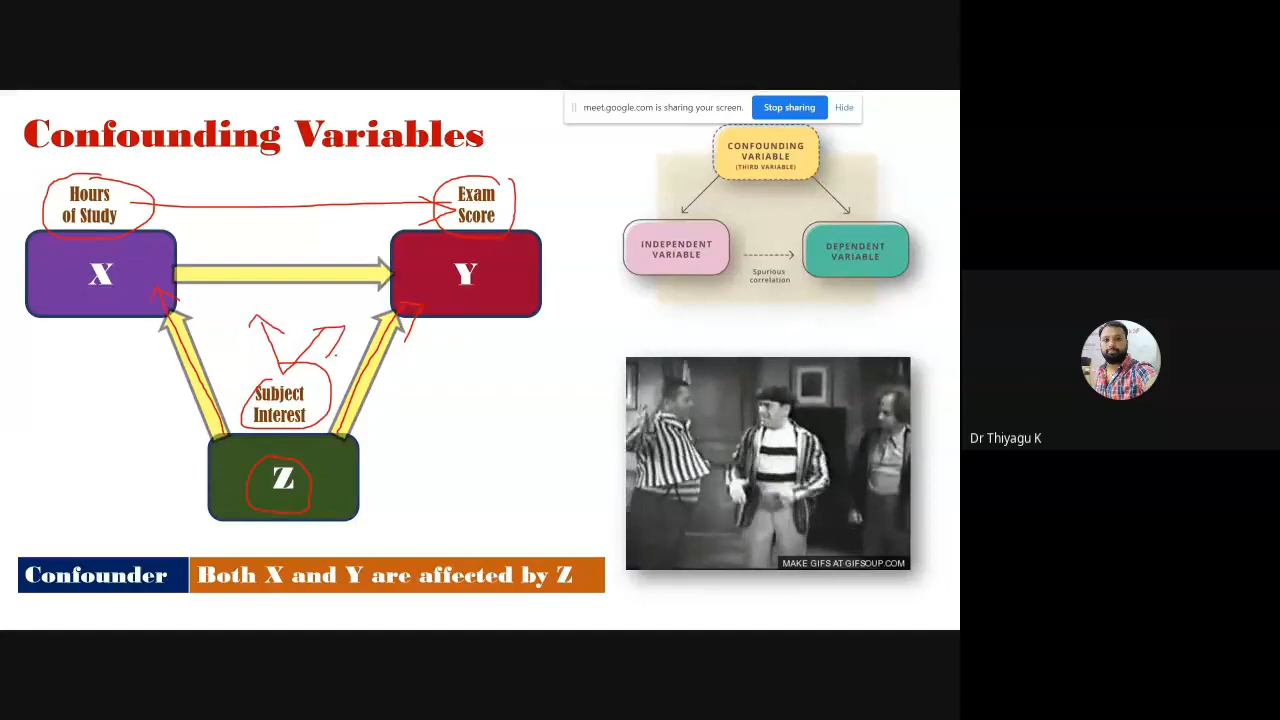 meet.google.com is sharing your screen.
Stop sharing
Hide
Confounding Variables
Hours
of Study
Exam
Score
X
Y
Subject
Interest
Z
Confounder
Both X and Y are affected by Z
CONFOUNDING
VARIABLE
(THIRD VARIABLE)
INDEPENDENT
VARIABLE
DEPENDENT
VARIABLE
Spurious
correlation
MAKE GIFS AT GIFSOUP.COM
Dr Thiyagu K